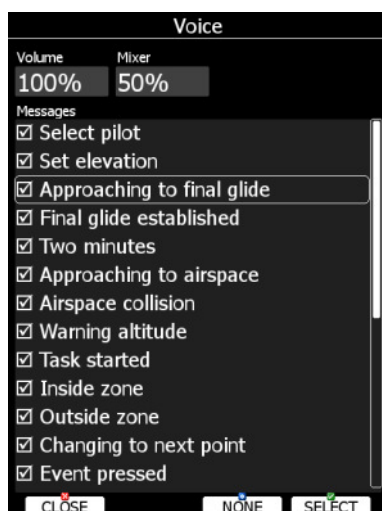 Voice
Volume Mixer
100% 50%
Messages
Select pilot
Set elevation
Approaching to final glide
Final glide established
Two minutes
Approaching to airspace
Airspace collision
Warning altitude
Task started
Inside zone
Outside zone
Changing to next point
Event pressed
CLOSE NONE SELECT